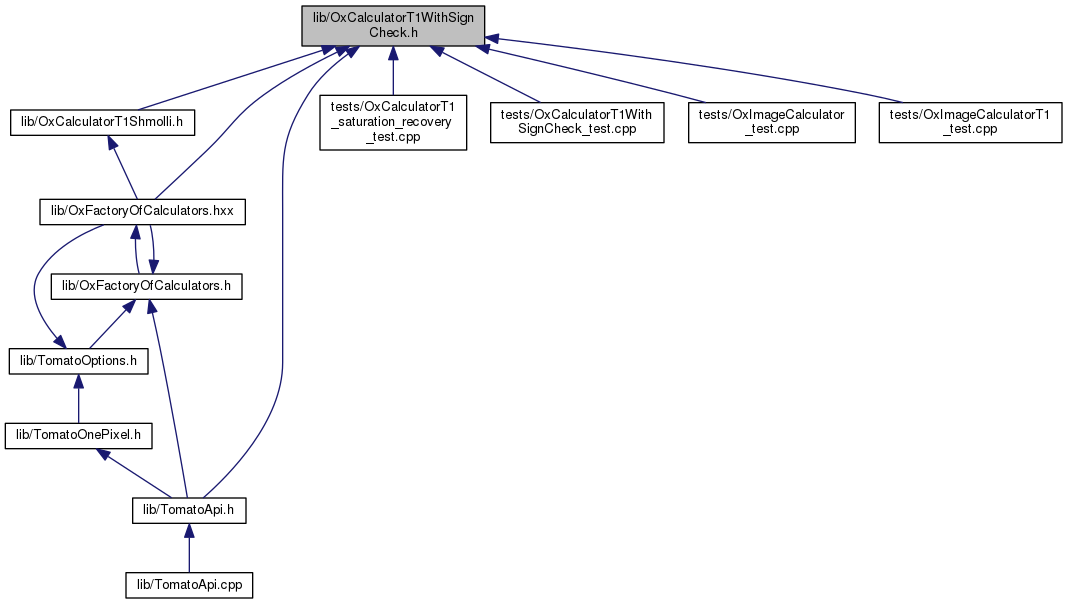 lib/OxCalculatorT1WithSign
Check.h
tests/OxCalculatorT1
_saturation_recovery
_test.cpp
tests/OxCalculatorT1With
SignCheck_test.cpp
tests/OxImageCalculator
_test.cpp
tests/OxImageCalculatorT1
_test.cpp
lib/OxCalculatorT1Shmolli.h
lib/OxFactoryOfCalculators.hxx
lib/OxFactoryOfCalculators.h
lib/TomatoOptions.h
lib/TomatoOnePixel.h
lib/TomatoApi.h
lib/TomatoApi.cpp